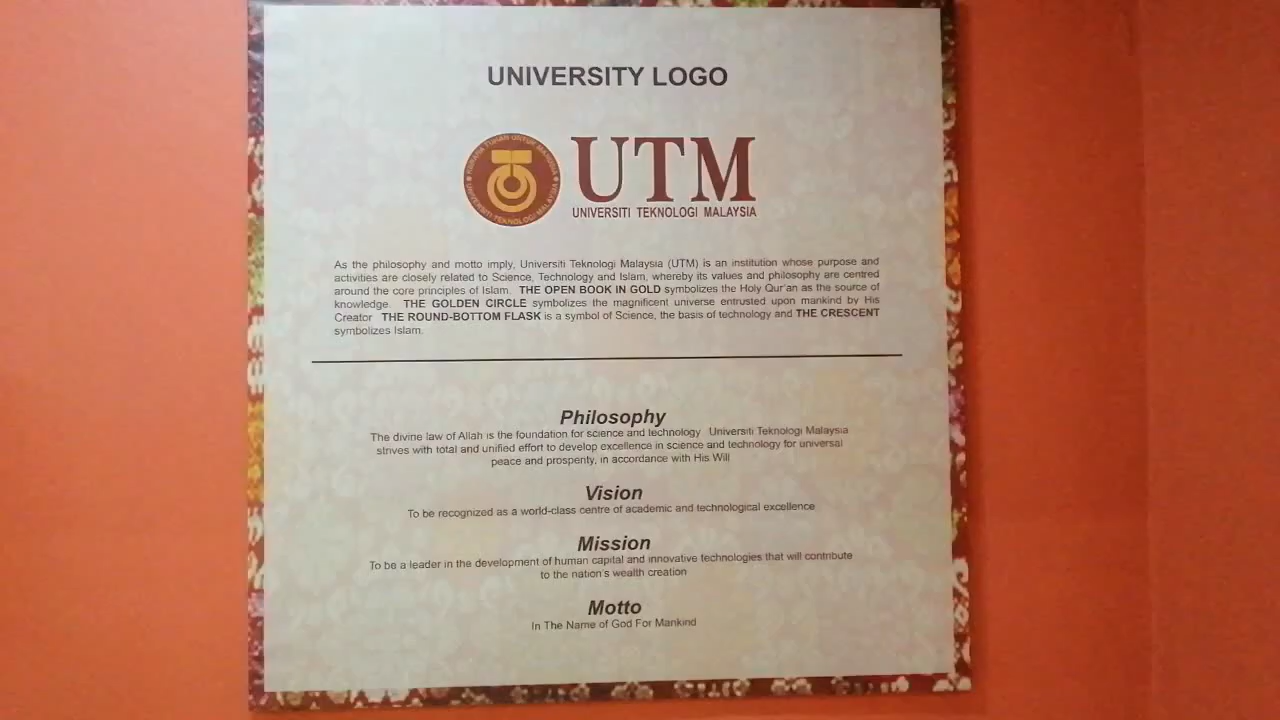 UNIVERSITY LOGO
KERANA TUHAN UNTUK MANUSIA
UNIVERSITI TEKNOLOGI MALAYSIA
UTM
UNIVERSITI TEKNOLOGI MALAYSIA
As the philosophy and motto imply, Universiti Teknologi Malaysia (UTM) is an institution whose purpose and
activities are closely related to Science, Technology and Islam, whereby its values and philosophy are centred
around the core principles of Islam. THE OPEN BOOK IN GOLD symbolizes the Holy Qur'an as the source of
knowledge. THE GOLDEN CIRCLE symbolizes the magnificent universe entrusted upon mankind by His
Creator THE ROUND-BOTTOM FLASK is a symbol of Science, the basis of technology and THE CRESCENT
symbolizes Islam.
Philosophy
The divine law of Allah is the foundation for science and technology Universiti Teknologi Malaysia
strives with total and unified effort to develop excellence in science and technology for universal
peace and prosperity, in accordance with His Will
Vision
To be recognized as a world-class centre of academic and technological excellence
Mission
To be a leader in the development of human capital and innovative technologies that will contribute
to the nation's wealth creation
Motto
In The Name of God For Mankind